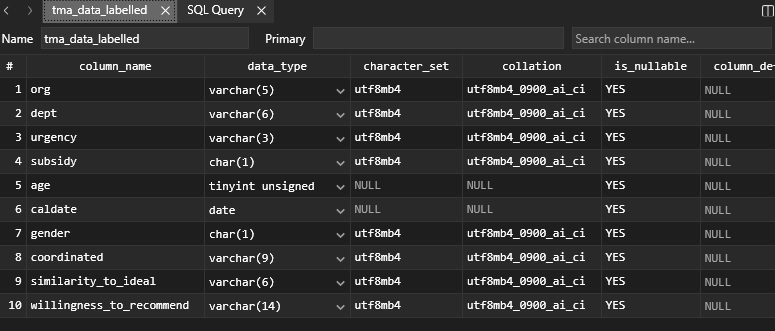 tma_data_labelled SQL Query
Name tma_data_labelled Primary Search column name...
# column_name data_type character_set collation is_nullable column_de
1 org varchar(5) utf8mb4 utf8mb4_0900_ai_ci YES NULL
2 dept varchar(6) utf8mb4 utf8mb4_0900_ai_ci YES NULL
3 urgency varchar(3) utf8mb4 utf8mb4_0900_ai_ci YES NULL
4 subsidy char(1) utf8mb4 utf8mb4_0900_ai_ci YES NULL
5 age tinyint unsigned NULL NULL YES NULL
6 caldate date NULL NULL YES NULL
7 gender char(1) utf8mb4 utf8mb4_0900_ai_ci YES NULL
8 coordinated varchar(9) utf8mb4 utf8mb4_0900_ai_ci YES NULL
9 similarity_to_ideal varchar(6) utf8mb4 utf8mb4_0900_ai_ci YES NULL
10 willingness_to_recommend varchar(14) utf8mb4 utf8mb4_0900_ai_ci YES NULL